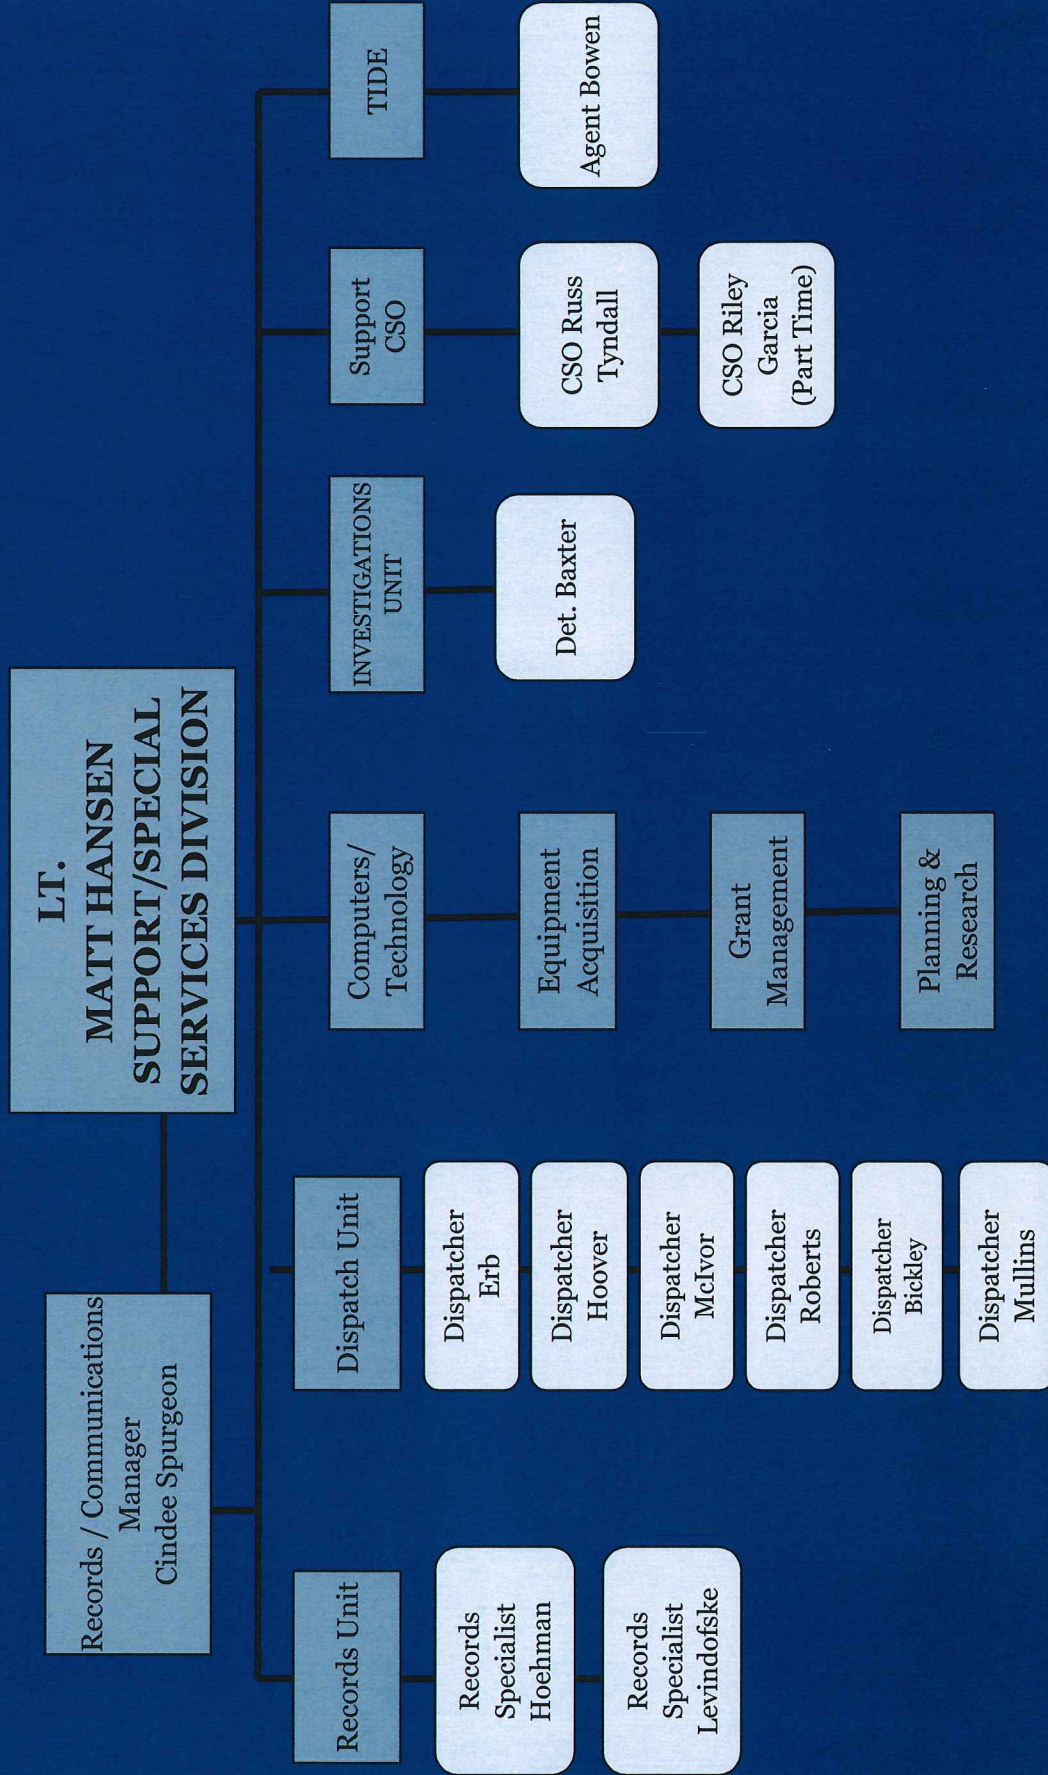 LT.
MATT HANSEN
SUPPORT/SPECIAL
SERVICES DIVISION
Records / Communications
Manager
Cindee Spurgeon
Records Unit
Records
Specialist
Hoehman
Records
Specialist
Levindofske
Dispatch Unit
Dispatcher
Erb
Dispatcher
Hoover
Dispatcher
McIvor
Dispatcher
Roberts
Dispatcher
Bickley
Dispatcher
Mullins
Computers/
Technology
Equipment
Acquisition
Grant
Management
Planning &
Research
INVESTIGATIONS
UNIT
Det. Baxter
Support
CSO
CSO Russ
Tyndall
CSO Riley
Garcia
(Part Time)
TIDE
Agent Bowen